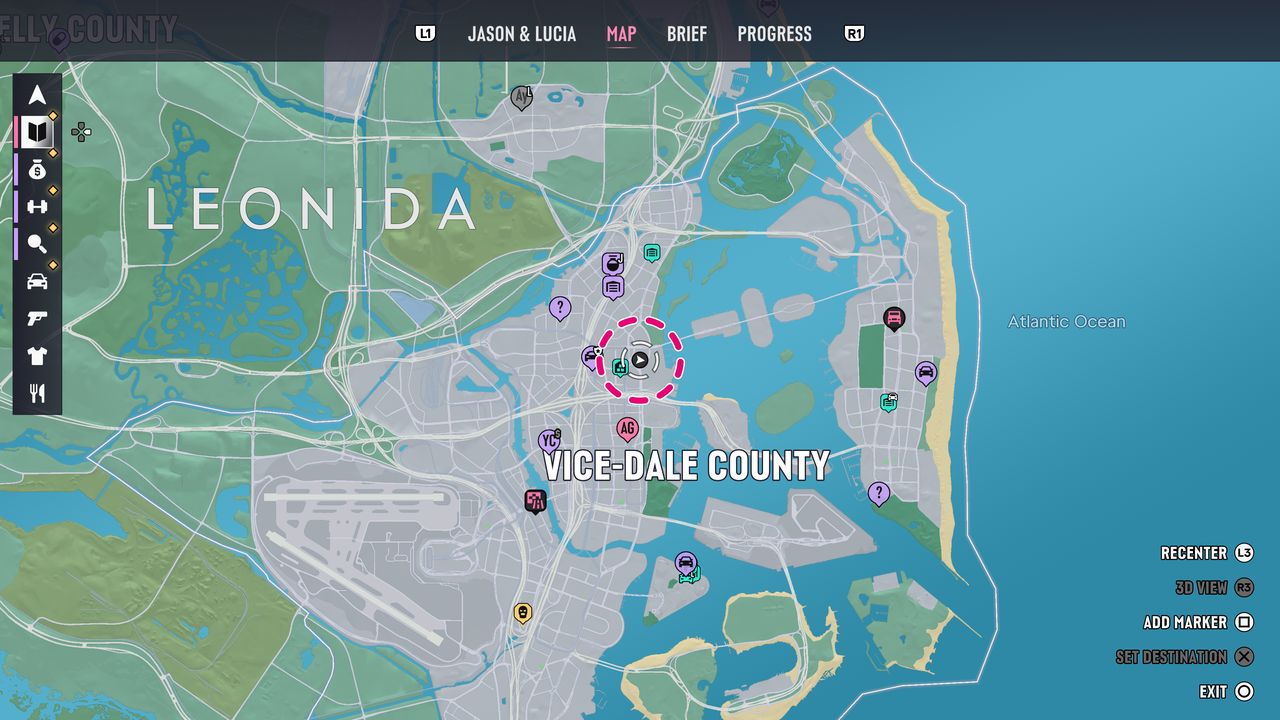 ELLY COUNTY
L1
JASON & LUCIA
MAP
BRIEF
PROGRESS
R1
L
LEONIDA
J
?
Atlantic Ocean
AG
YC
VICE-DALE COUNTY
?
RECENTER L3
3D VIEW R3
ADD MARKER
SET DESTINATION
EXIT